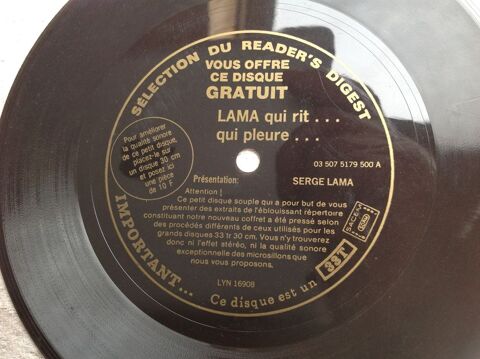 SÉLECTION DU READER'S DIGEST
VOUS OFFRE
CE DISQUE
GRATUIT
LAMA qui rit . . .
qui pleure . . .
Pour améliorer
la qualité sonore
de ce petit disque,
placez-le sur
un disque 30 cm
et posez ici
une pièce
de 10 F
03 507 5179 500 A
Présentation:
SERGE LAMA
Attention !
Ce petit disque souple qui a pour but de vous
présenter des extraits de l'éblouissant répertoire
constituant notre nouveau coffret a été pressé selon
des procédés différents de ceux utilisés pour les
grands disques 33 tr 30 cm. Vous n'y trouverez
donc ni l'effet stéréo, ni la qualité sonore
exceptionnelle des microsillons que
nous vous proposons.
SACEM
LYN 16908
IMPORTANT... Ce disque est un 33T